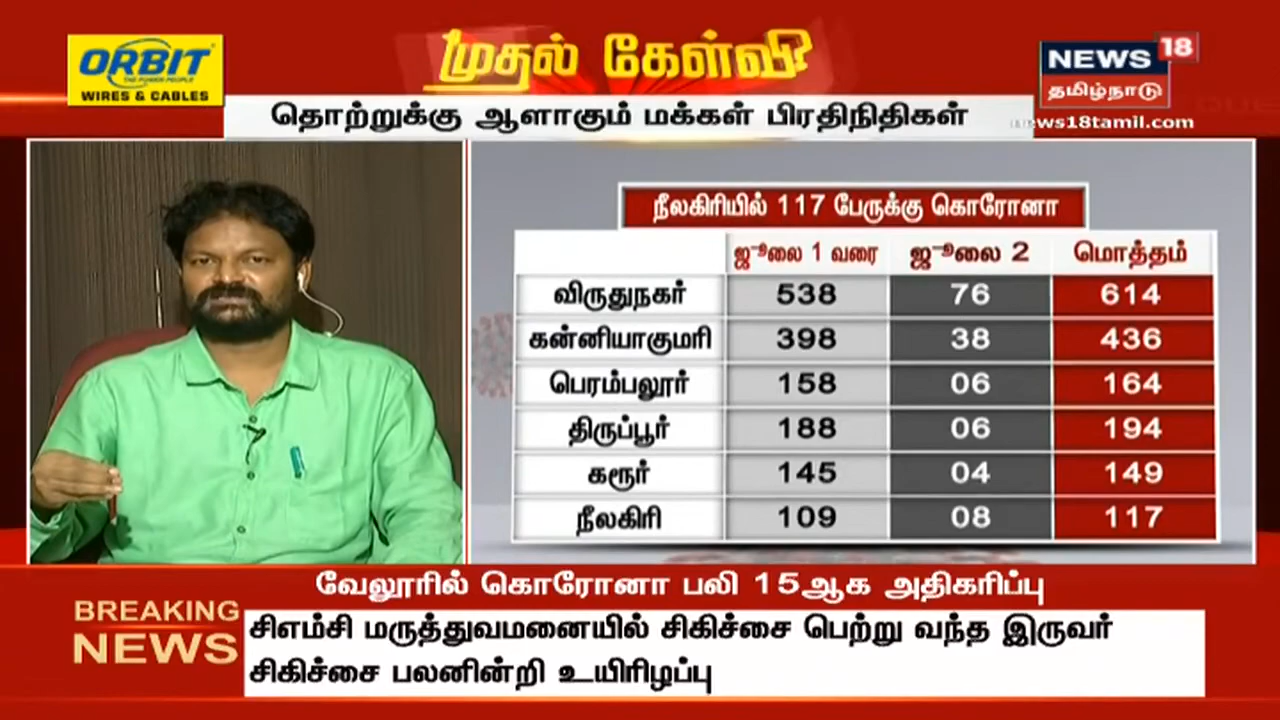 ORBIT
THE POWER PEOPLE
WIRES & CABLES
முதல் கேள்வி?
NEWS 18
தமிழ்நாடு
news18tamil.com
தொற்றுக்கு ஆளாகும் மக்கள் பிரதிநிதிகள்
நீலகிரியில் 117 பேருக்கு கொரோனா
ஜூலை 1 வரை ஜூலை 2 மொத்தம்
விருதுநகர் 538 76 614
கன்னியாகுமரி 398 38 436
பெரம்பலூர் 158 06 164
திருப்பூர் 188 06 194
கரூர் 145 04 149
நீலகிரி 109 08 117
வேலூரில் கொரோனா பலி 15ஆக அதிகரிப்பு
BREAKING
NEWS
சிஎம்சி மருத்துவமனையில் சிகிச்சை பெற்று வந்த இருவர்
சிகிச்சை பலனின்றி உயிரிழப்பு